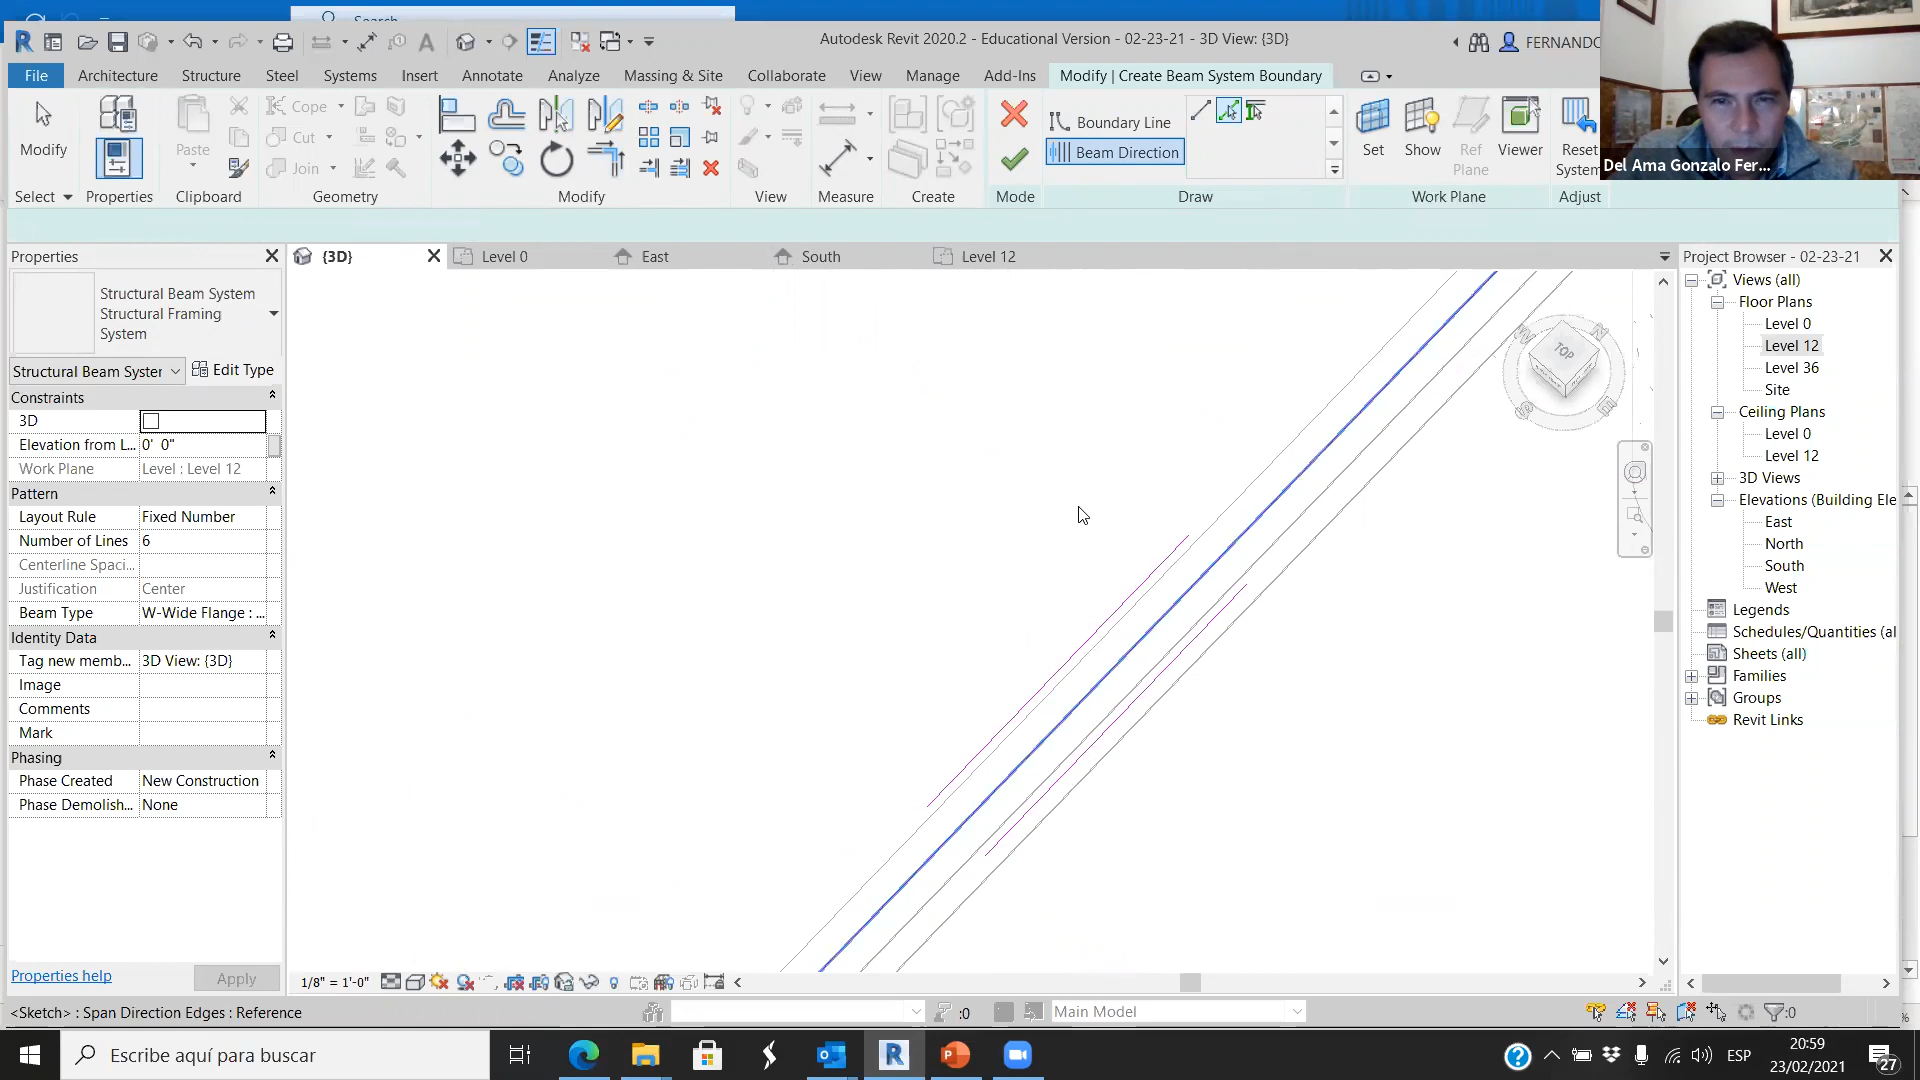 Search
Autodesk Revit 2020.2 - Educational Version - 02-23-21 - 3D View: {3D}
FERNANDO
File Architecture Structure Steel Systems Insert Annotate Analyze Massing & Site Collaborate View Manage Add-Ins Modify | Create Beam System Boundary
Modify
Paste
Cope
Cut
Join
Boundary Line
Beam Direction
Set
Show
Ref
Plane
Viewer
Reset
System
Del Ama Gonzalo Fer...
Select Properties Clipboard Geometry Modify View Measure Create Mode Draw Work Plane Adjust
Properties
{3D}
Level 0
East
South
Level 12
Project Browser - 02-23-21
Structural Beam System
Structural Framing
System
Structural Beam Syster
Edit Type
Constraints
3D
Elevation from L... 0' 0"
Work Plane Level : Level 12
Pattern
Layout Rule Fixed Number
Number of Lines 6
Centerline Spaci...
Justification Center
Beam Type W-Wide Flange : ...
Identity Data
Tag new memb... 3D View: {3D}
Image
Comments
Mark
Phasing
Phase Created New Construction
Phase Demolish... None
Properties help
Apply
TOP
Views (all)
Floor Plans
Level 0
Level 12
Level 36
Site
Ceiling Plans
Level 0
Level 12
3D Views
Elevations (Building Ele
East
North
South
West
Legends
Schedules/Quantities (al
Sheets (all)
Families
Groups
Revit Links
1/8" = 1'-0"
<Sketch> : Span Direction Edges : Reference
:0
Main Model
:0
Escribe aquí para buscar
ESP
20:59
23/02/2021
27